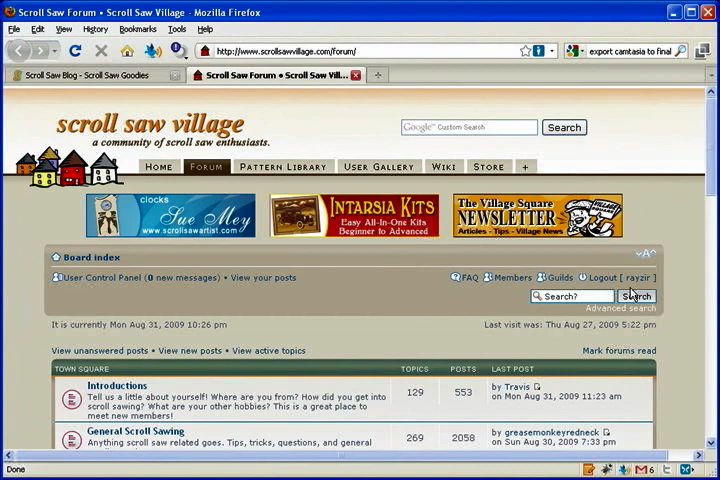 Scroll Saw Forum • Scroll Saw Village - Mozilla Firefox
File Edit View History Bookmarks Tools Help
http://www.scrollsawvillage.com/forum/
export camtasia to final
Scroll Saw Blog - Scroll Saw Goodies
Scroll Saw Forum • Scroll Saw Vill...
scroll saw village
a community of scroll saw enthusiasts.
Google™ Custom Search
Search
HOME FORUM PATTERN LIBRARY USER GALLERY WIKI STORE +
clocks
Sue Mey
www.scrollsawartist.com
INTARSIA KITS
Easy All-In-One Kits
Beginner to Advanced
The Village Square
NEWSLETTER
Articles - Tips - Village News
Board index
User Control Panel (0 new messages) • View your posts
FAQ Members Guilds Logout [ rayzir ]
Search?
Search
Advanced search
It is currently Mon Aug 31, 2009 10:26 pm
Last visit was: Thu Aug 27, 2009 5:22 pm
View unanswered posts • View new posts • View active topics
Mark forums read
TOWN SQUARE TOPICS POSTS LAST POST
Introductions
Tell us a little about yourself! Where are you from? How did you get into
scroll sawing? What are your other hobbies? This is a great place to
meet new members!
129
553
by Travis
on Mon Aug 31, 2009 11:23 am
General Scroll Sawing
Anything scroll saw related goes. Tips, tricks, questions, and general
269
2058
by greasemonkeyredneck
on Sun Aug 30, 2009 7:33 pm
Done
6